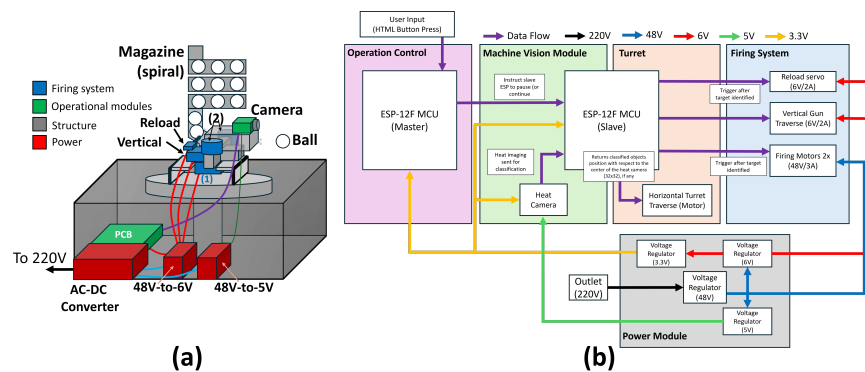 Magazine
(spiral)
Firing system
Operational modules
Structure
Power
Reload
Vertical
(2)
Camera
Ball
(1)
PCB
To 220V
AC-DC
Converter
48V-to-6V
48V-to-5V
(a)
User Input
(HTML Button Press)
Data Flow
220V
48V
6V
5V
3.3V
Operation Control
Machine Vision Module
Turret
Firing System
ESP-12F MCU
(Master)
Instruct slave
ESP to pause (or
continue
ESP-12F MCU
(Slave)
Trigger after
target identified
Reload servo
(6V/2A)
Vertical Gun
Traverse (6V/2A)
Trigger after target
identified
Firing Motors 2x
(48V/3A)
Heat imaging
sent for
classification
Returns classified objects
position with respect to the
center of the heat camera
(32x32), if any
Heat
Camera
Horizontal Turret
Traverse (Motor)
Voltage
Regulator
(3.3V)
Voltage
Regulator
(6V)
Outlet
(220V)
Voltage
Regulator
(48V)
Voltage
Regulator
(5V)
Power Module
(b)